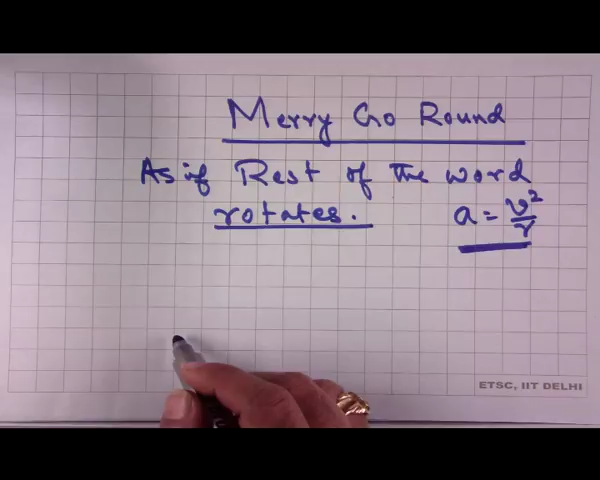 Merry Go Round
As if Rest of the word
rotates. a = v²/r
ETSC, IIT DELHI